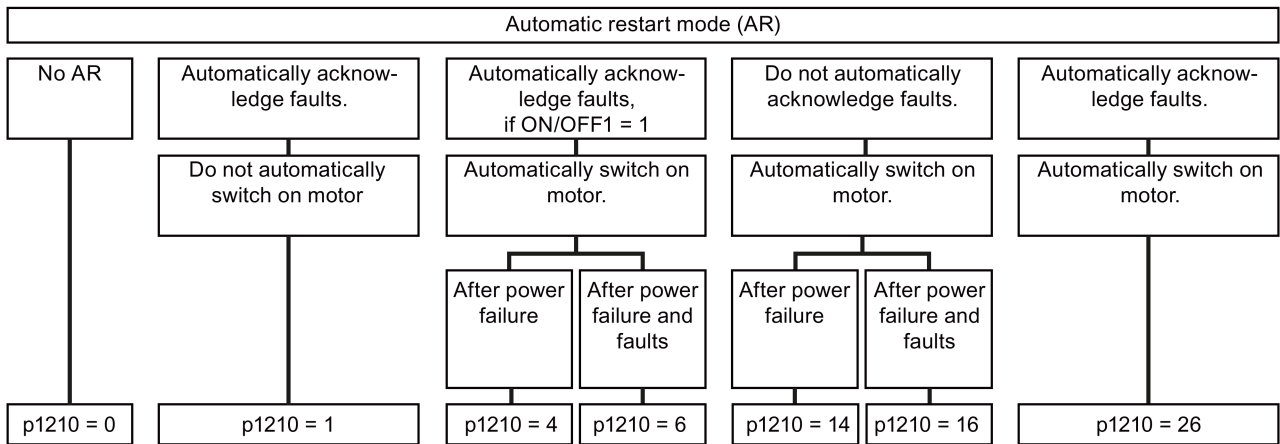 Automatic restart mode (AR)
No AR
Automatically acknow-
ledge faults.
Automatically acknow-
ledge faults,
if ON/OFF1 = 1
Do not automatically
acknowledge faults.
Automatically acknow-
ledge faults.
Do not automatically
switch on motor
Automatically switch on
motor.
Automatically switch on
motor.
Automatically switch on
motor.
After power
failure
After power
failure and
faults
After power
failure
After power
failure and
faults
p1210 = 0
p1210 = 1
p1210 = 4
p1210 = 6
p1210 = 14
p1210 = 16
p1210 = 26